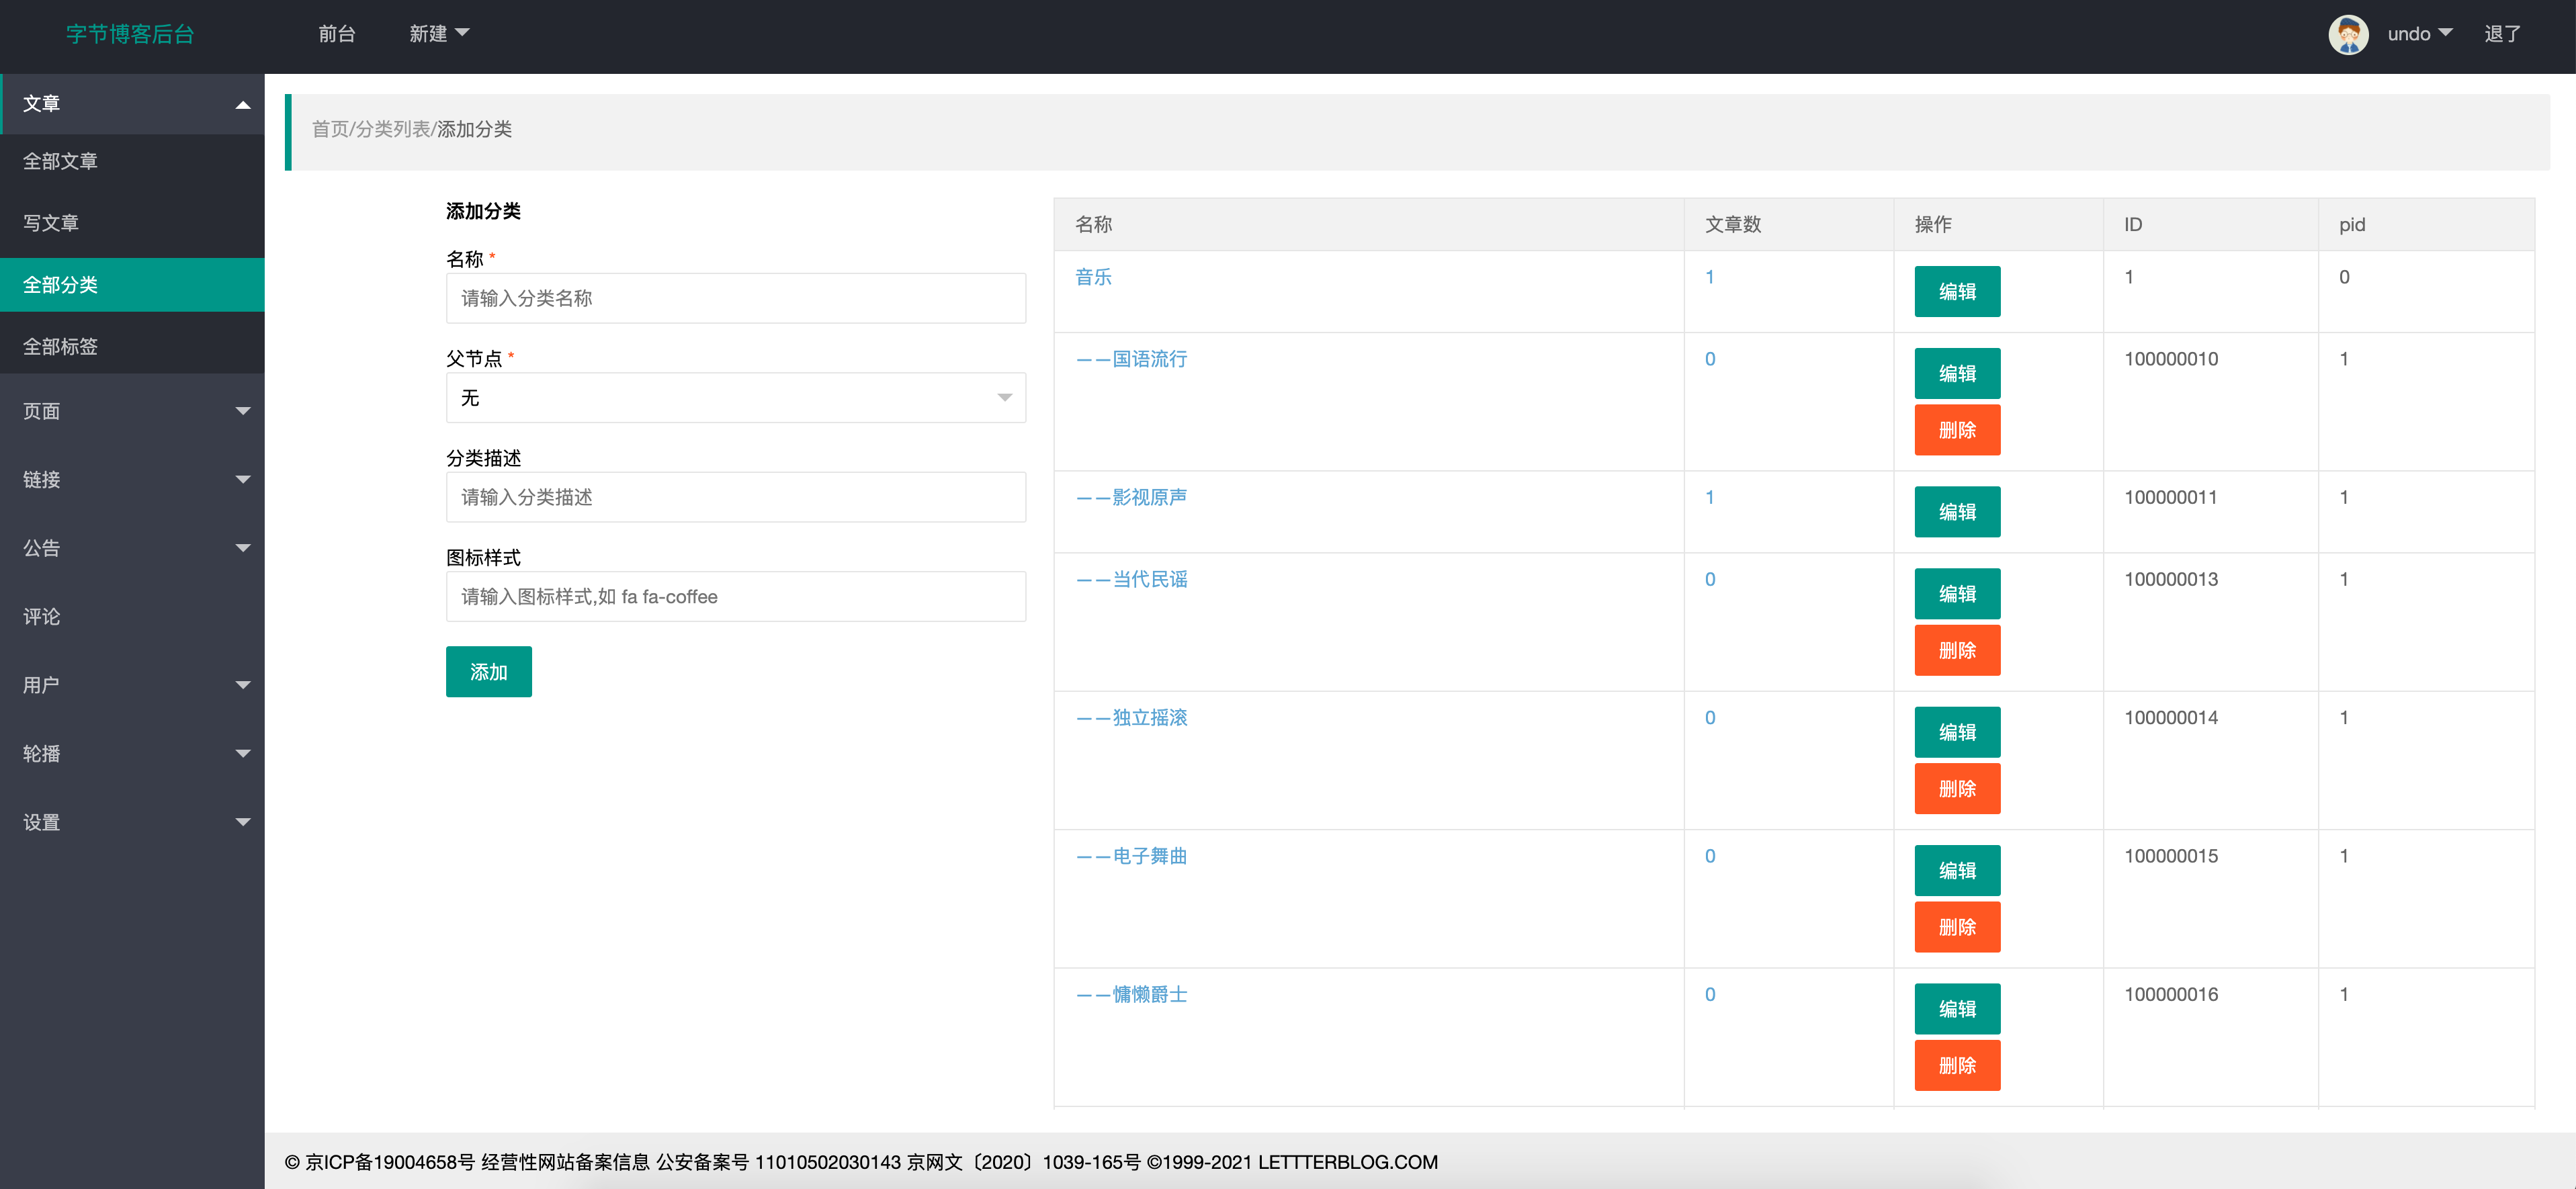 字节博客后台 前台 新建 undo 退了
文章
全部文章
写文章
全部分类
全部标签
页面
链接
公告
评论
用户
轮播
设置
首页/分类列表/添加分类
添加分类
名称 *
请输入分类名称
父节点 *
无
分类描述
请输入分类描述
图标样式
请输入图标样式,如 fa fa-coffee
添加
名称 文章数 操作 ID pid
音乐 1 编辑 1 0
——国语流行 0 编辑 100000010 1
删除
——影视原声 1 编辑 100000011 1
——当代民谣 0 编辑 100000013 1
删除
——独立摇滚 0 编辑 100000014 1
删除
——电子舞曲 0 编辑 100000015 1
删除
——慵懒爵士 0 编辑 100000016 1
删除
© 京ICP备19004658号 经营性网站备案信息 公安备案号 11010502030143 京网文〔2020〕1039-165号 ©1999-2021 LETTTERBLOG.COM